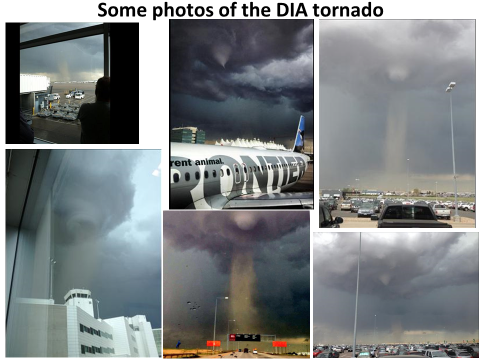 Some photos of the DIA tornado
rent animal.